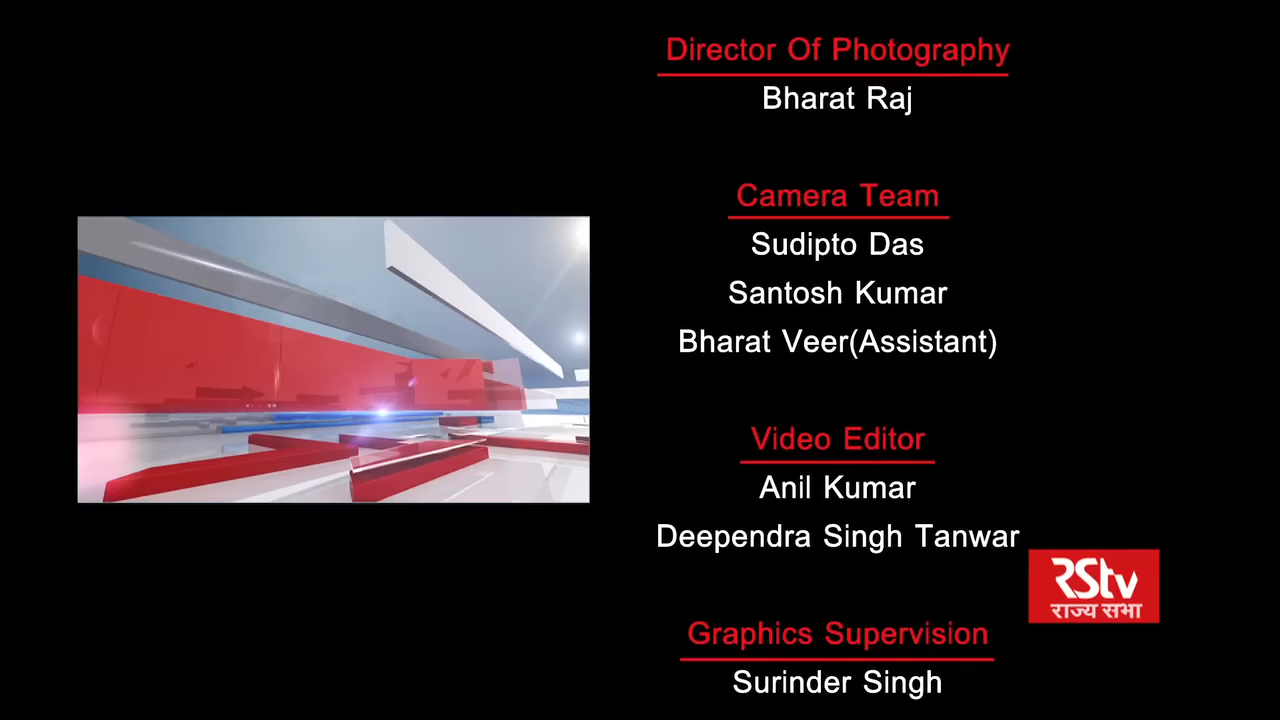 Director Of Photography
Bharat Raj
Camera Team
Sudipto Das
Santosh Kumar
Bharat Veer(Assistant)
Video Editor
Anil Kumar
Deependra Singh Tanwar
RStv
राज्य सभा
Graphics Supervision
Surinder Singh